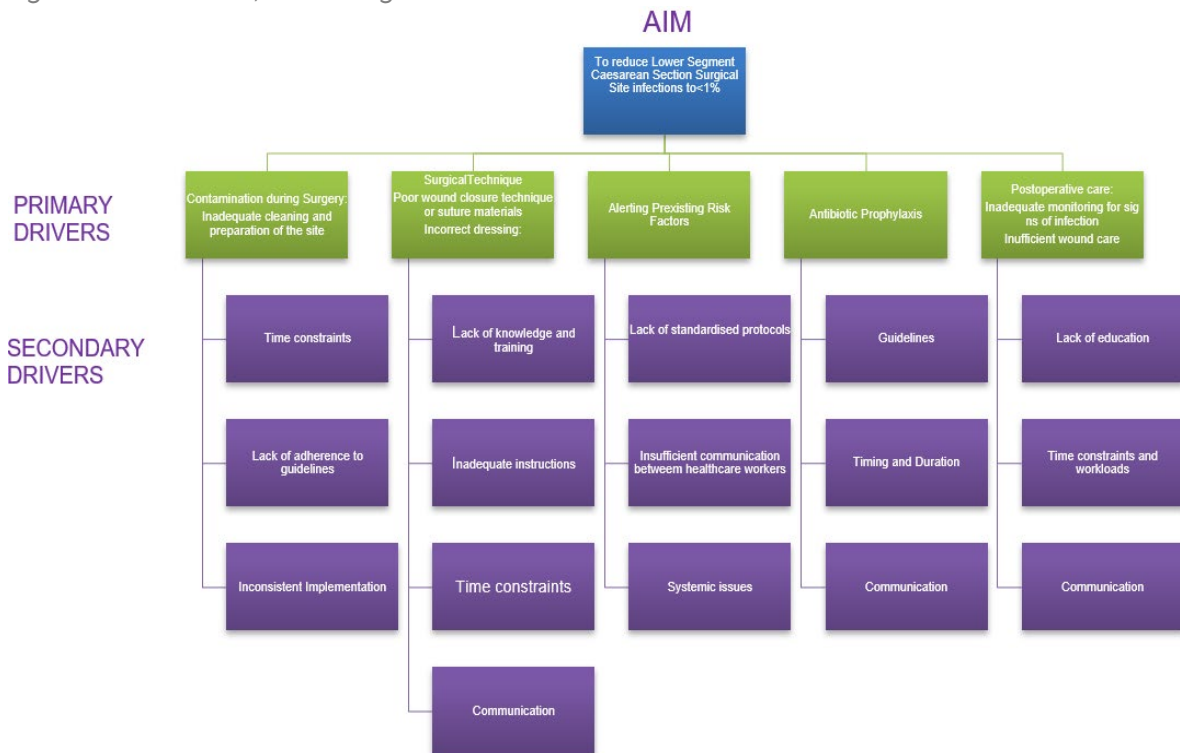 AIM
To reduce Lower Segment
Caesarean Section Surgical
Site infections to<1%
PRIMARY
DRIVERS
Contamination during Surgery:
Inadequate cleaning and
preparation of the site
SurgicalTechnique
Poor wound closure technique
or suture materials
Incorrect dressing:
Alerting Prexisting Risk
Factors
Antibiotic Prophylaxis
Postoperative care:
Inadequate monitoring for sig
ns of infection
Inufficient wound care
SECONDARY
DRIVERS
Time constraints
Lack of knowledge and
training
Lack of standardised protocols
Guidelines
Lack of education
Lack of adherence to
guidelines
Inadequate instructions
Insufficient communication
betweem healthcare workers
Timing and Duration
Time constraints and
workloads
Inconsistent Implementation
Time constraints
Systemic issues
Communication
Communication
Communication